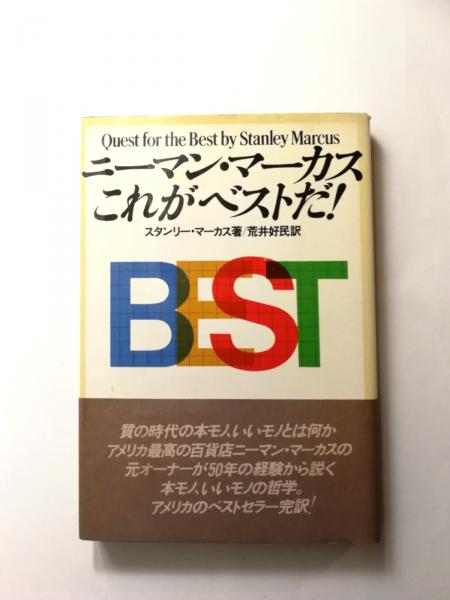 Quest for the Best by Stanley Marcus
ニーマン・マーカス
これがベストだ!
スタンリー・マーカス著/荒井好民訳
BEST
質の時代の本モノ、いいモノとは何か
アメリカ最高の百貨店ニーマン・マーカスの
元オーナーが50年の経験から説く
本モノ、いいモノの哲学。
アメリカのベストセラー完訳!